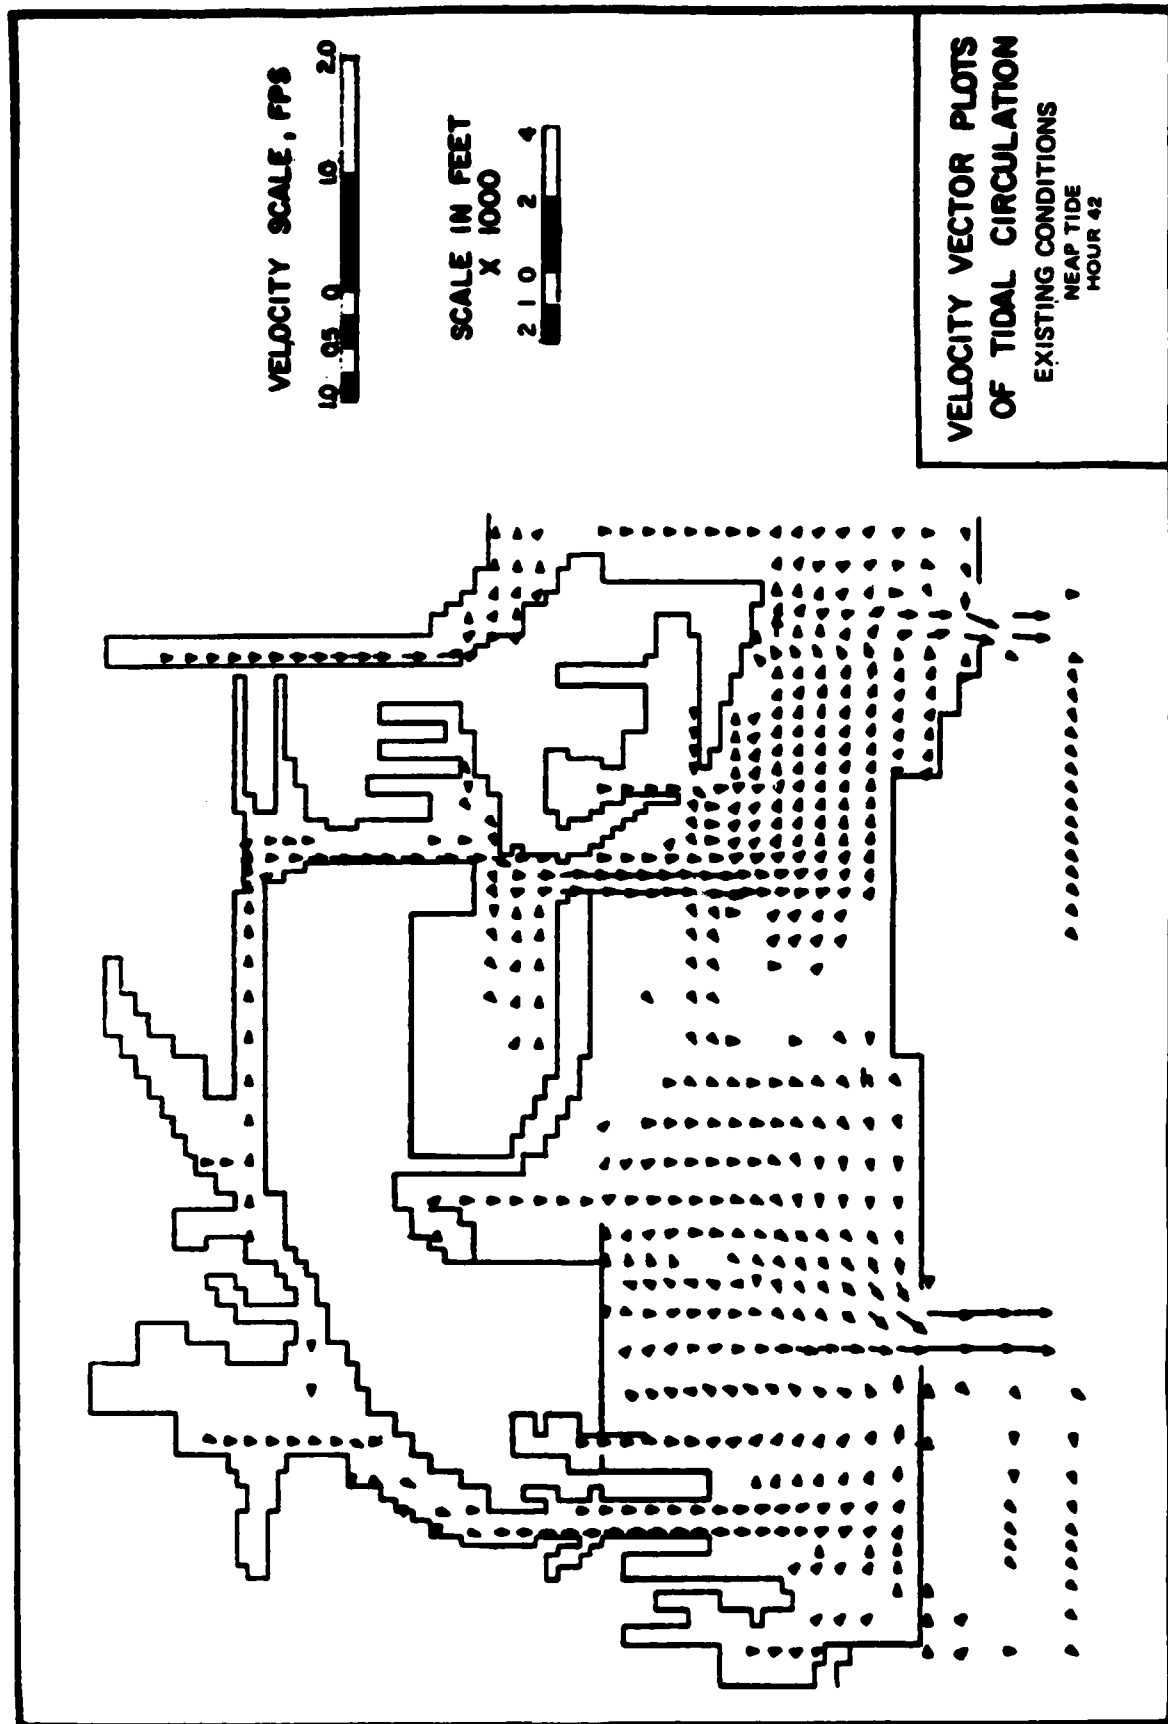 VELOCITY SCALE, FPS
1.0 0.5 0 1.0 2.0
SCALE IN FEET
X 1000
2 1 0 2 4
VELOCITY VECTOR PLOTS
OF TIDAL CIRCULATION
EXISTING CONDITIONS
NEAP TIDE
HOUR 42